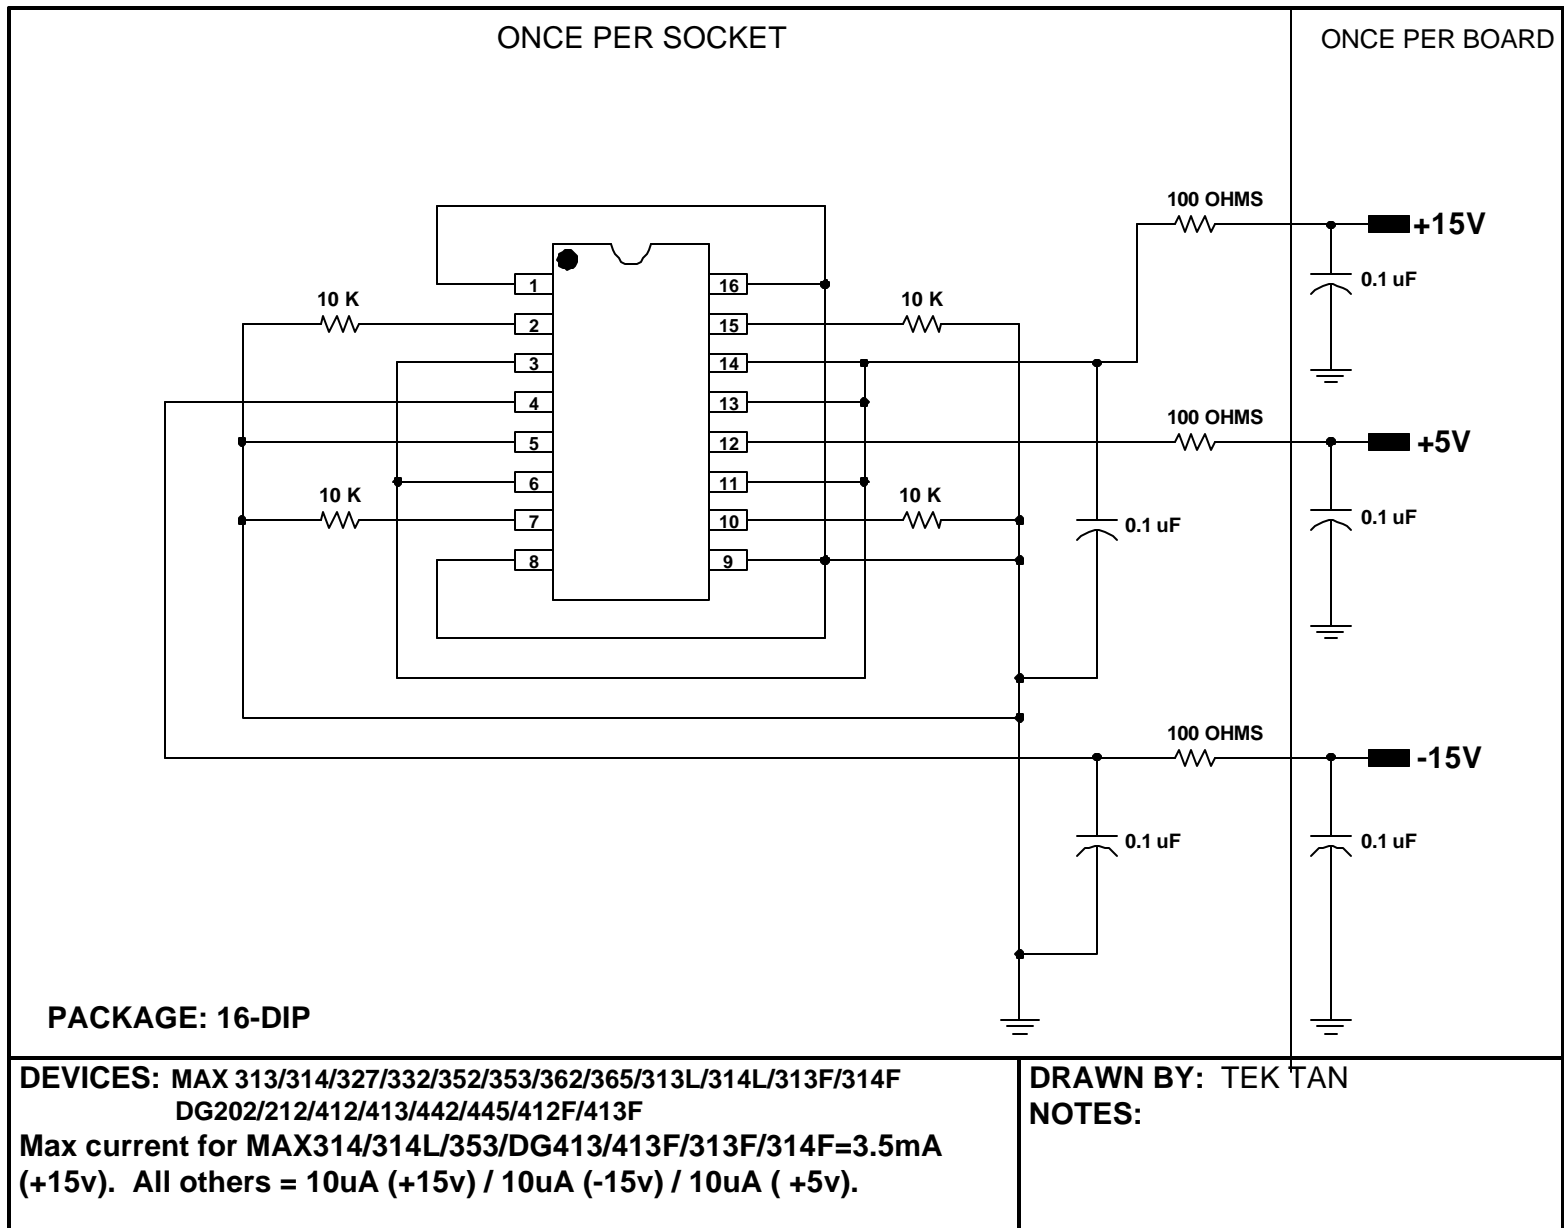 ONCE PER SOCKET
ONCE PER BOARD
100 OHMS
+15V
0.1 uF
1
16
10 K
10 K
2
15
3
14
4
13
100 OHMS
+5V
5
12
6
11
10 K
10 K
7
10
0.1 uF
0.1 uF
8
9
100 OHMS
-15V
0.1 uF
0.1 uF
PACKAGE: 16-DIP
DEVICES: MAX 313/314/327/332/352/353/362/365/313L/314L/313F/314F
DG202/212/412/413/442/445/412F/413F
Max current for MAX314/314L/353/DG413/413F/313F/314F=3.5mA
(+15v). All others = 10uA (+15v) / 10uA (-15v) / 10uA ( +5v).
DRAWN BY: TEK TAN
NOTES: